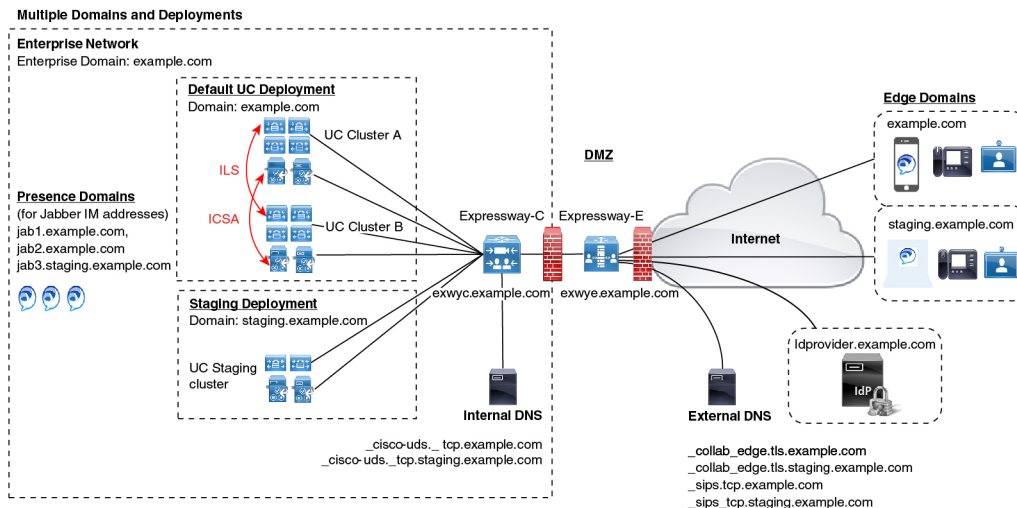 Multiple Domains and Deployments
Enterprise Network
Enterprise Domain: example.com
Default UC Deployment
Domain: example.com
UC Cluster A
ILS
ICSA
UC Cluster B
Presence Domains
(for Jabber IM addresses)
jab1.example.com,
jab2.example.com
jab3.staging.example.com
Staging Deployment
Domain: staging.example.com
UC Staging
cluster
Expressway-C
exwyc.example.com
Internal DNS
_cisco-uds._ tcp.example.com
_cisco-uds._tcp.staging.example.com
DMZ
Expressway-E
exwye.example.com
Internet
External DNS
_collab_edge.tls.example.com
_collab_edge.tls.staging.example.com
_sips.tcp.example.com
_sips_tcp.staging.example.com
Edge Domains
example.com
staging.example.com
Idprovider.example.com
IdP